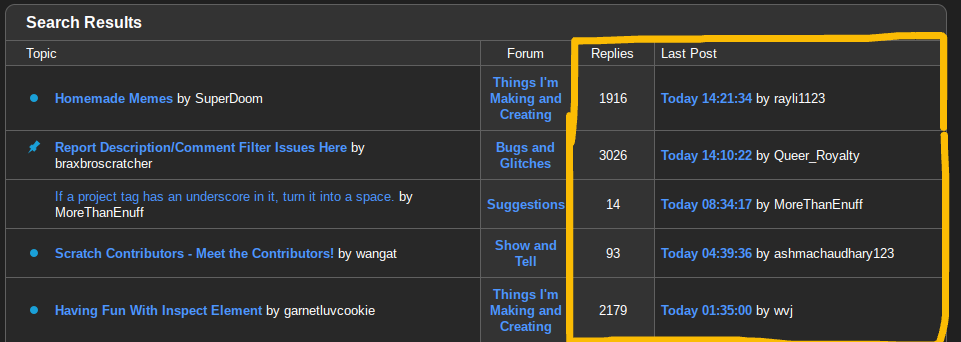 Search Results
Topic Forum Replies Last Post
Homemade Memes by SuperDoom
Things I'm
Making and
Creating
1916
Today 14:21:34 by rayli1123
Report Description/Comment Filter Issues Here by
braxbroscratcher
Bugs and
Glitches
3026
Today 14:10:22 by Queer_Royalty
If a project tag has an underscore in it, turn it into a space. by
MoreThanEnuff
Suggestions
14
Today 08:34:17 by MoreThanEnuff
Scratch Contributors - Meet the Contributors! by wangat
Show and
Tell
93
Today 04:39:36 by ashmachaudhary123
Having Fun With Inspect Element by garnetluvcookie
Things I'm
Making and
Creating
2179
Today 01:35:00 by wvj